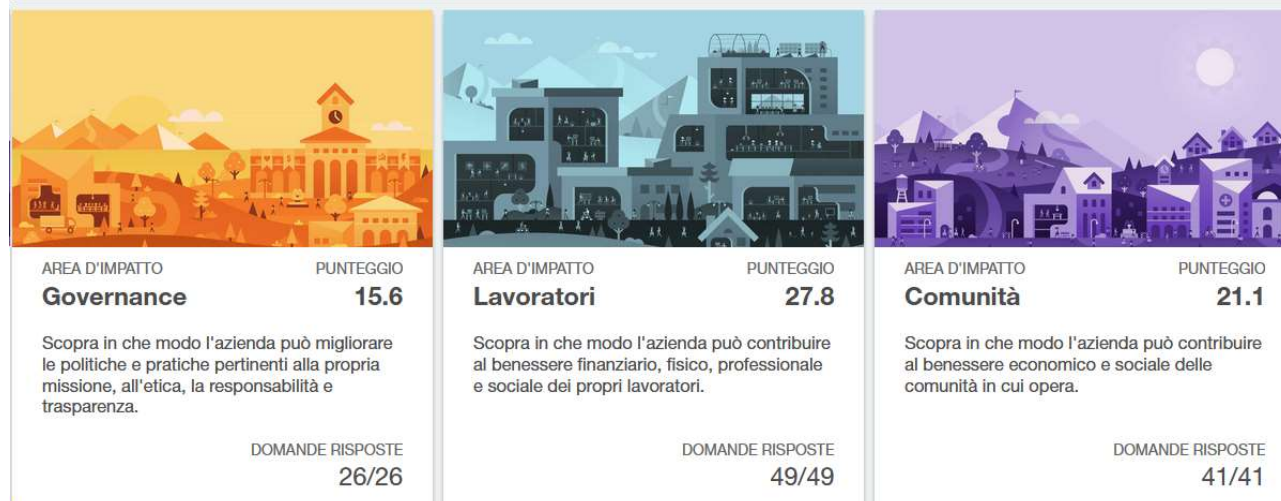 AREA D'IMPATTO PUNTEGGIO
Governance 15.6
Scopra in che modo l'azienda può migliorare
le politiche e pratiche pertinenti alla propria
missione, all'etica, la responsabilità e
trasparenza.
DOMANDE RISPOSTE
26/26
AREA D'IMPATTO PUNTEGGIO
Lavoratori 27.8
Scopra in che modo l'azienda può contribuire
al benessere finanziario, fisico, professionale
e sociale dei propri lavoratori.
DOMANDE RISPOSTE
49/49
AREA D'IMPATTO PUNTEGGIO
Comunità 21.1
Scopra in che modo l'azienda può contribuire
al benessere economico e sociale delle
comunità in cui opera.
DOMANDE RISPOSTE
41/41